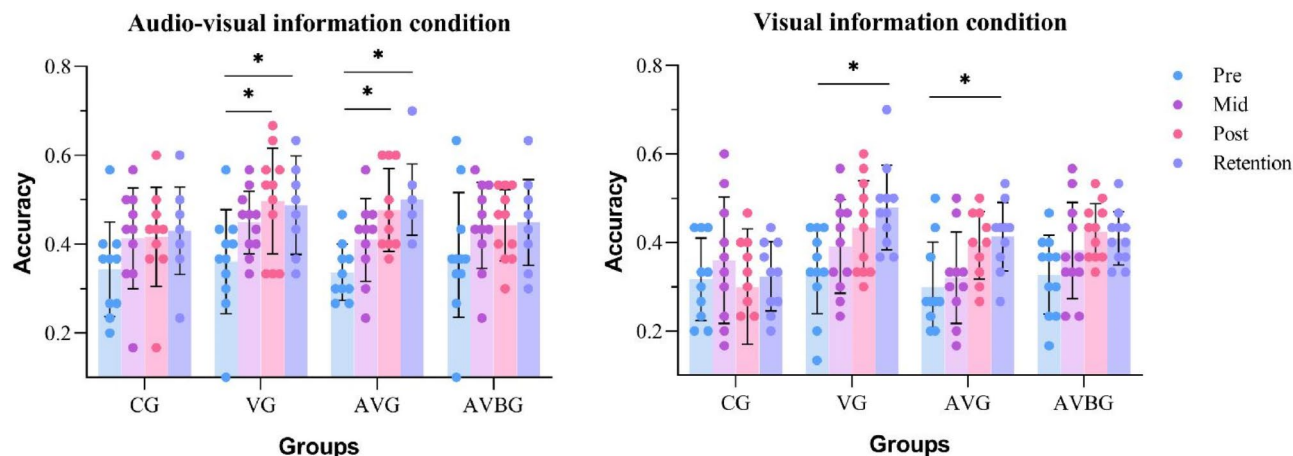 Audio-visual information condition
Accuracy
0.8
0.6
0.4
0.2
*
*
*
*
CG
VG
AVG
AVBG
Groups
Visual information condition
Accuracy
0.8
0.6
0.4
0.2
*
*
CG
VG
AVG
AVBG
Groups
Pre
Mid
Post
Retention